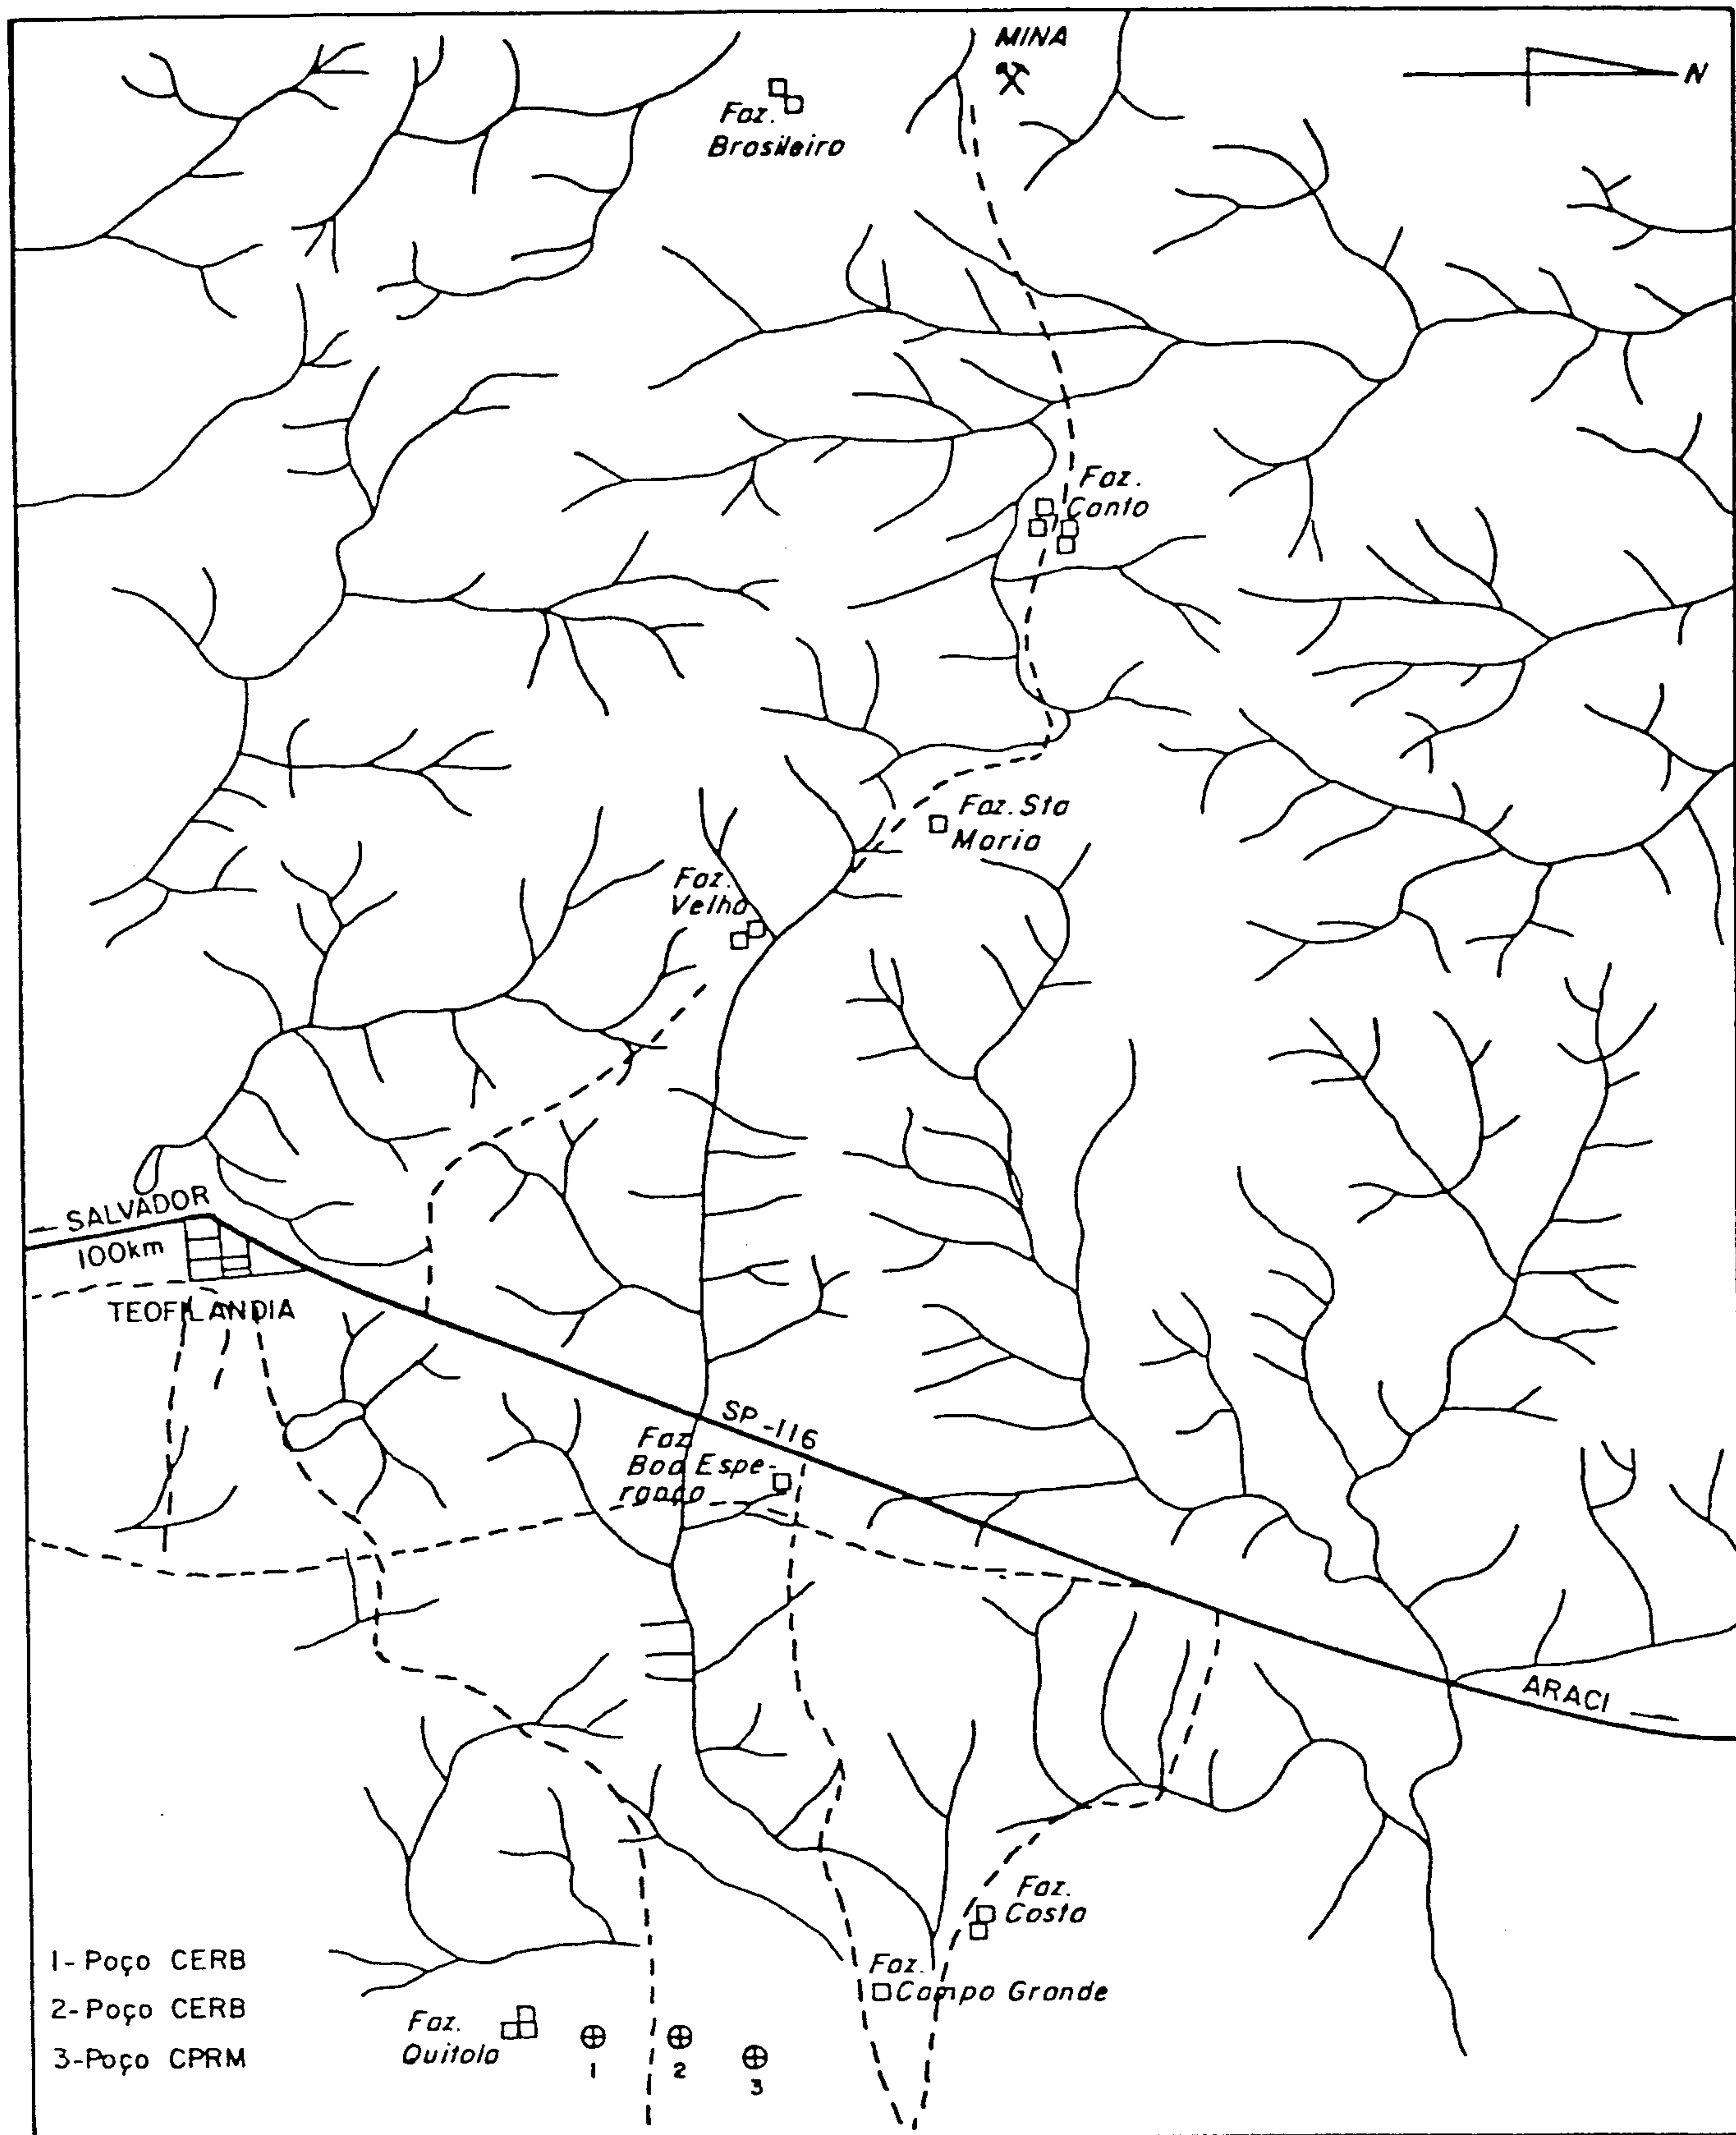 MINA
N
Faz.
Brasileiro
Faz.
Canto
Faz. Sta
Maria
Faz.
Velha
SALVADOR
100km
TEOFILANDIA
SP-116
Faz
Boa Espe-
rança
ARACI
Faz.
Costa
Faz.
Campo Grande
1-Poço CERB
2-Poço CERB
3-Poço CPRM
Faz.
Quitola
1
2
3